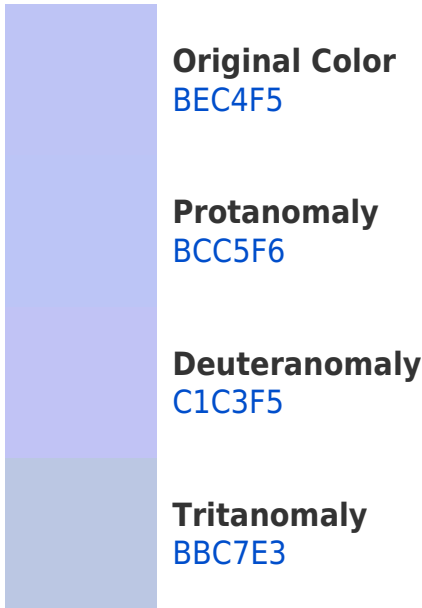 Original Color
BEC4F5
Protanomaly
BCC5F6
Deuteranomaly
C1C3F5
Tritanomaly
BBC7E3